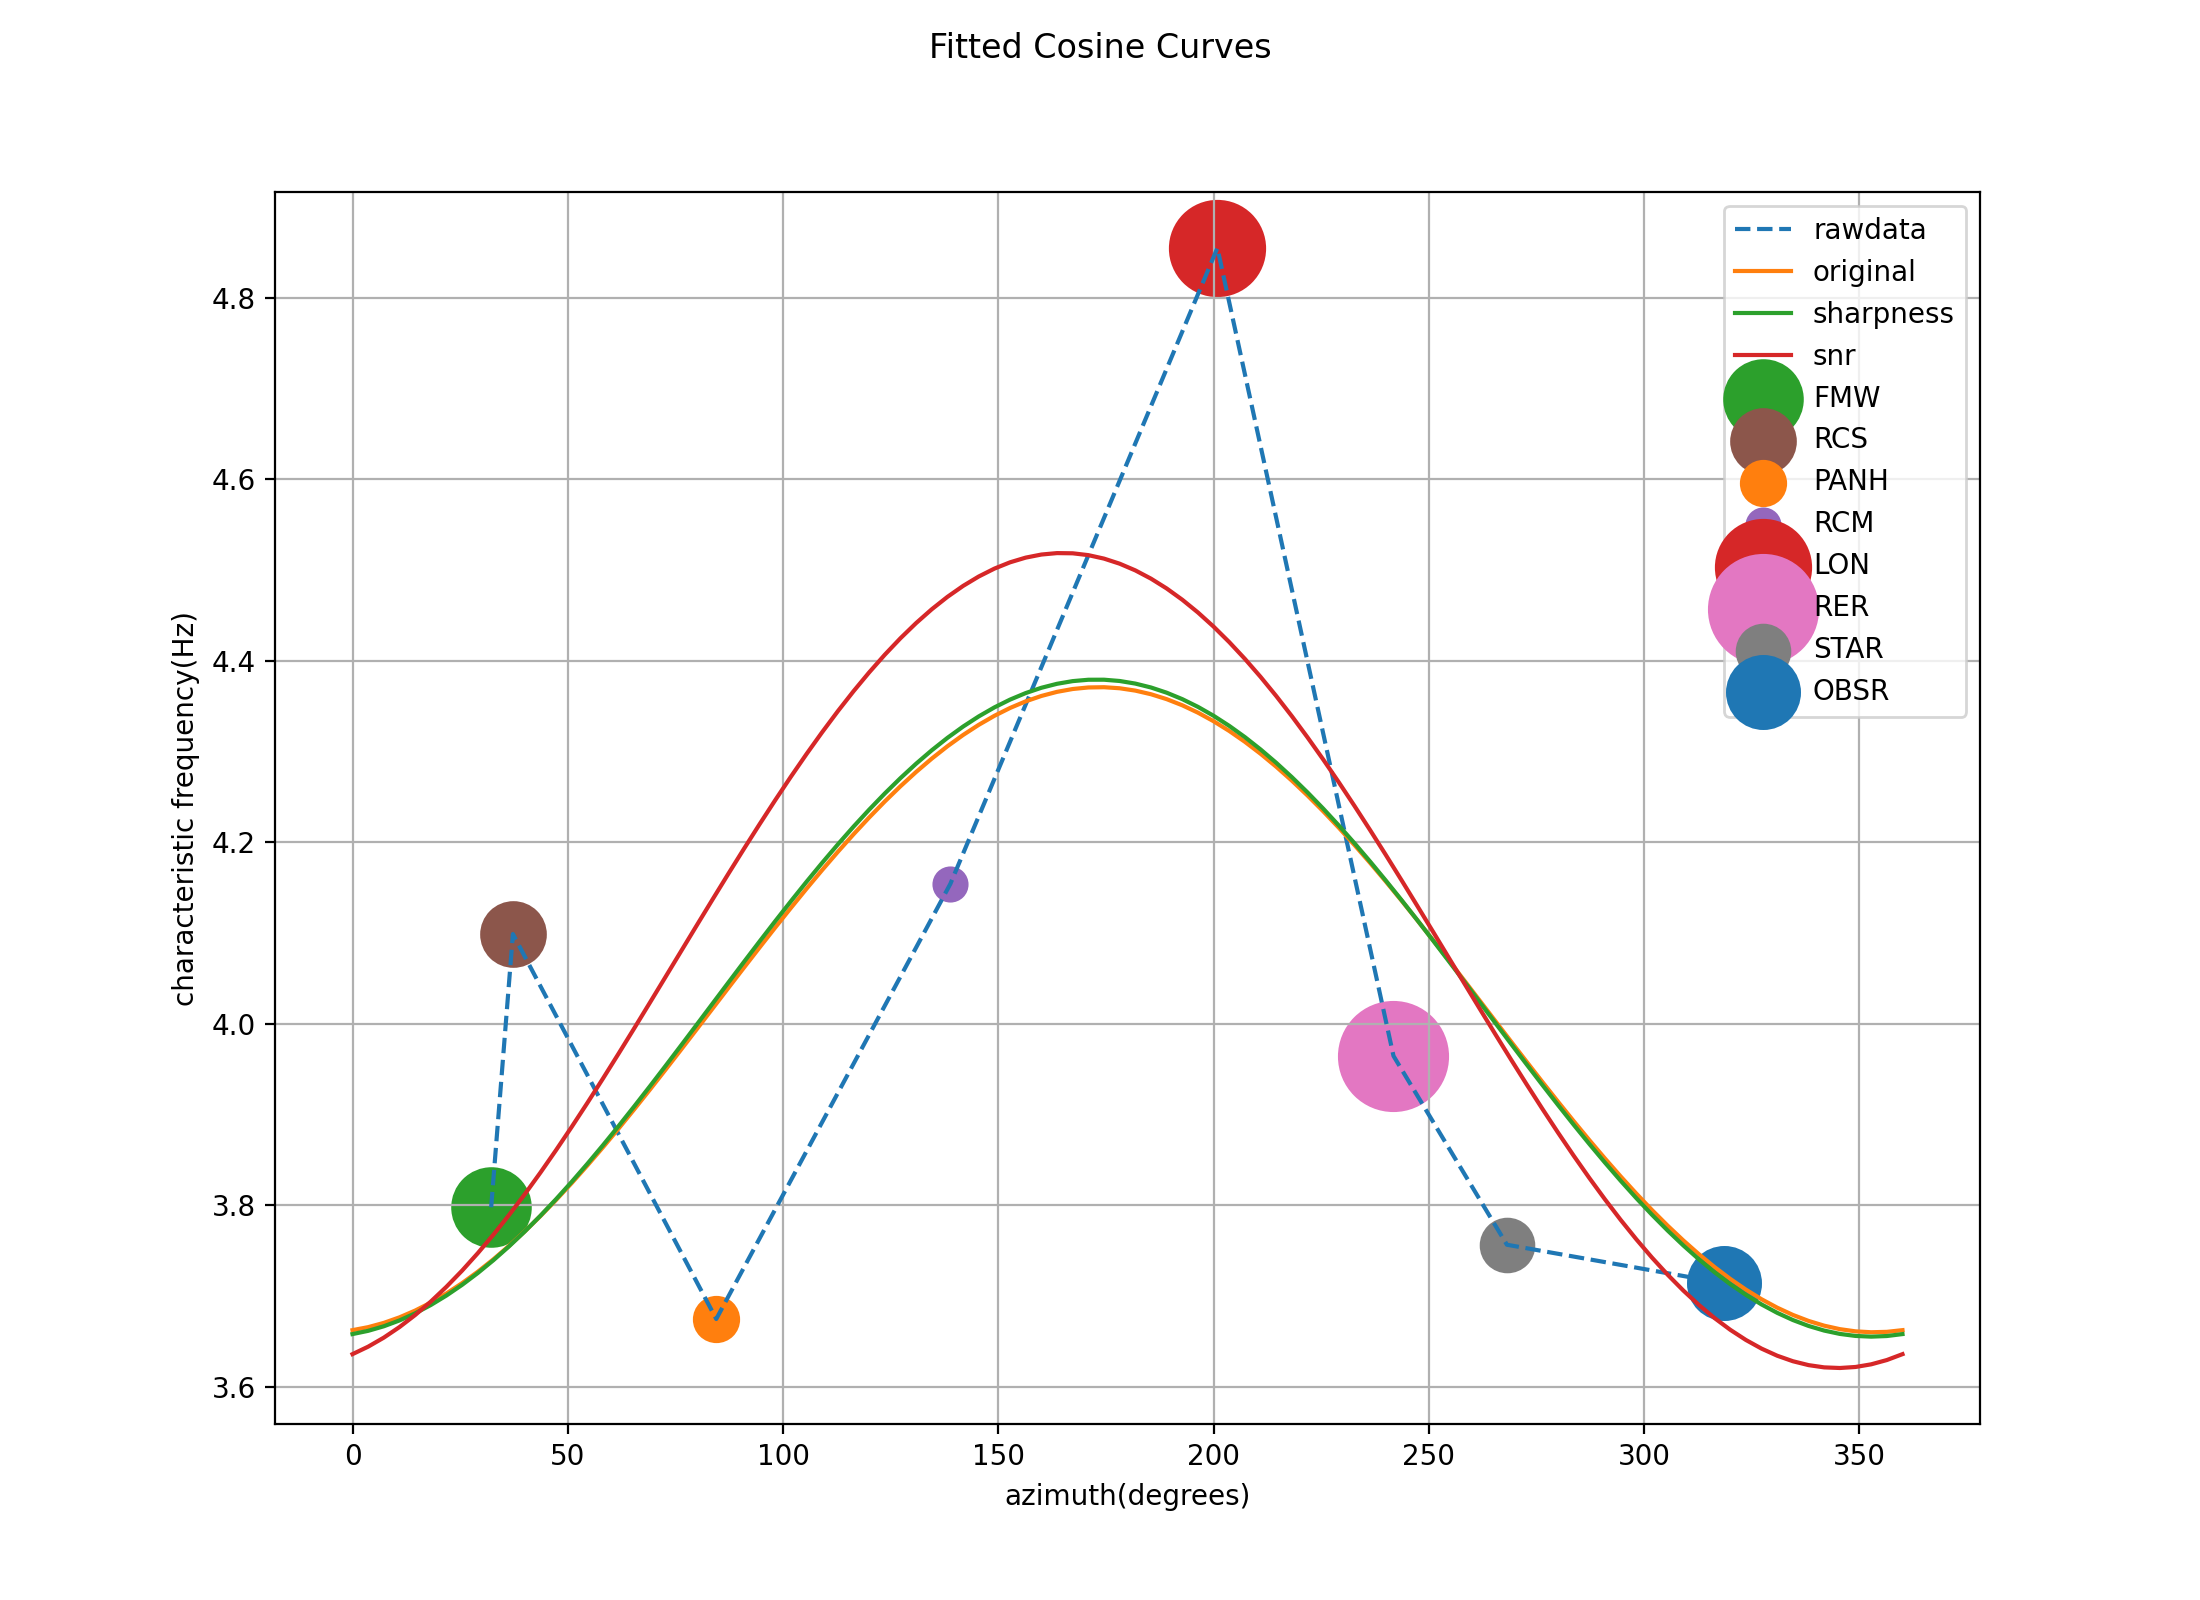 Fitted Cosine Curves
rawdata
original
sharpness
snr
FMW
RCS
PANH
RCM
LON
RER
STAR
OBSR
characteristic frequency(Hz)
4.8
4.6
4.4
4.2
4.0
3.8
3.6
0 50 100 150 200 250 300 350
azimuth(degrees)